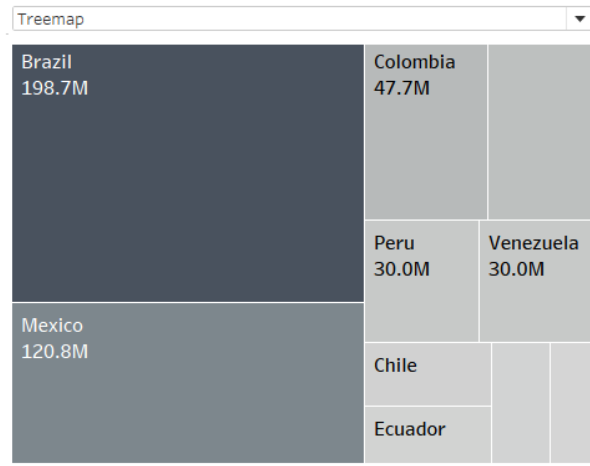 Treemap
Brazil
198.7M
Colombia
47.7M
Peru
30.0M
Venezuela
30.0M
Mexico
120.8M
Chile
Ecuador